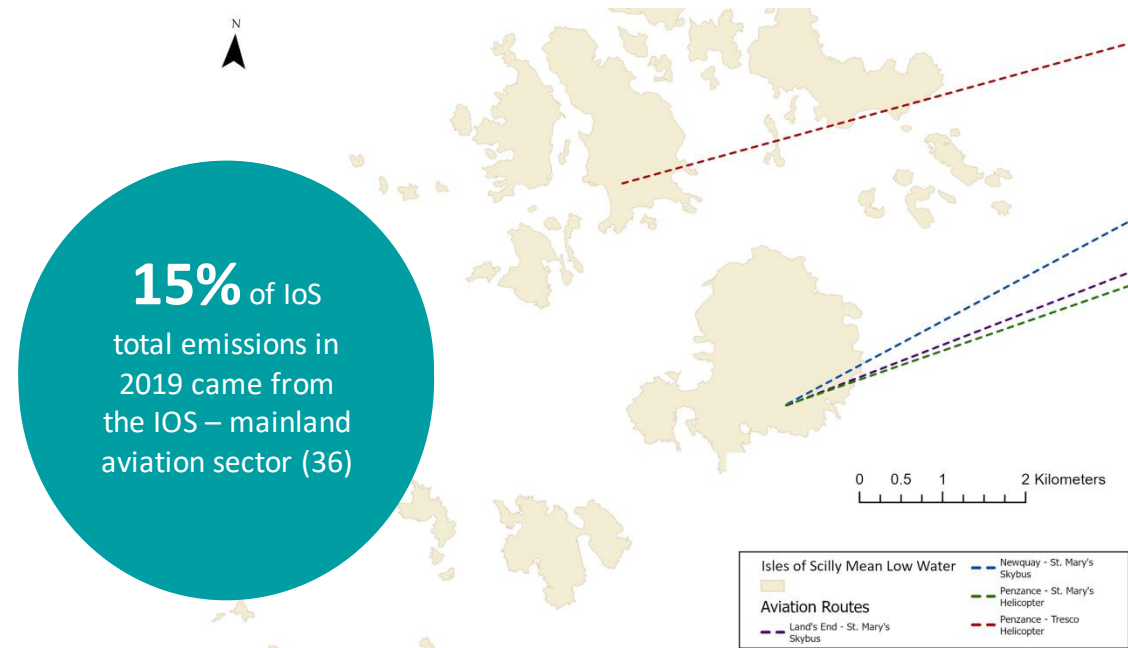 N
15% of IoS
total emissions in
2019 came from
the IOS – mainland
aviation sector (36)
0 0.5 1 2 Kilometers
Isles of Scilly Mean Low Water
Aviation Routes
Land's End - St. Mary's
Skybus
Newquay - St. Mary's
Skybus
Penzance - St. Mary's
Helicopter
Penzance - Tresco
Helicopter